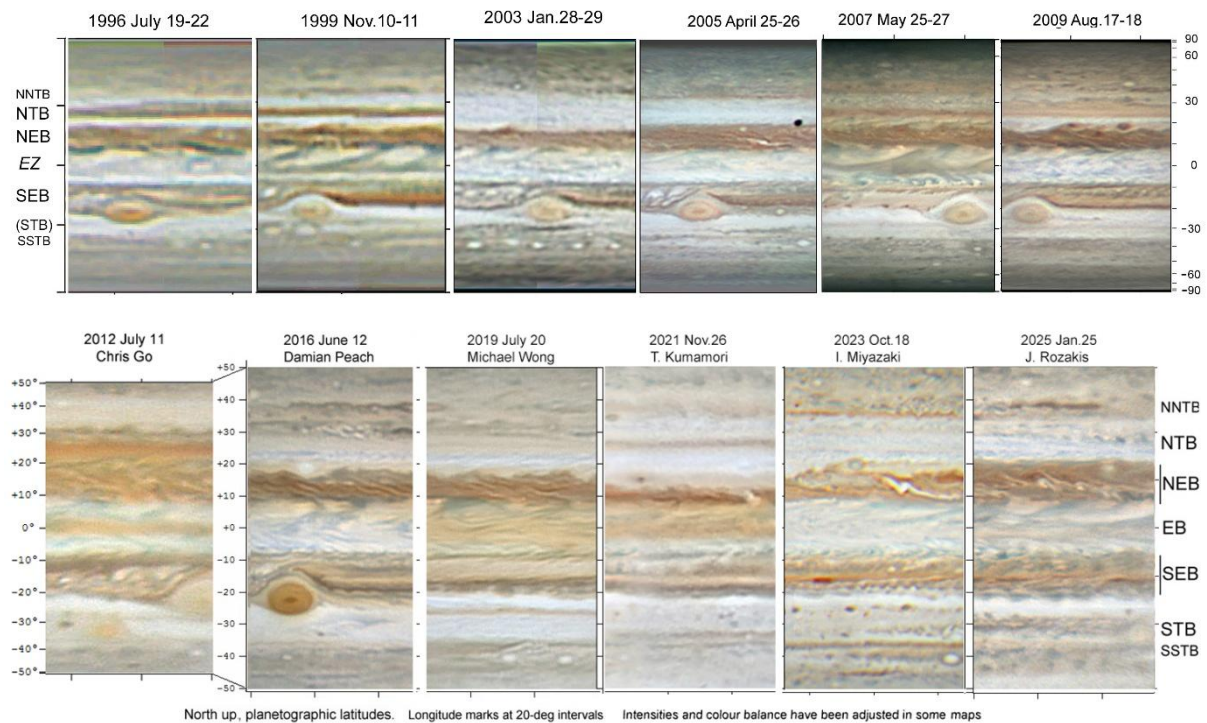 1996 July 19-22
1999 Nov.10-11
2003 Jan.28-29
2005 April 25-26
2007 May 25-27
2009 Aug.17-18
NNTB
NTB
NEB
EZ
SEB
(STB)
SSTB
90
60
30
0
-30
-60
-90
2012 July 11
Chris Go
2016 June 12
Damian Peach
2019 July 20
Michael Wong
2021 Nov.26
T. Kumamori
2023 Oct.18
I. Miyazaki
2025 Jan.25
J. Rozakis
+50°
+40°
+30°
+20°
+10°
0°
-10°
-20°
-30°
-40°
-50°
+50
+40
+30
+20
+10
+0
-10
-20
-30
-40
-50
NNTB
NTB
NEB
EB
SEB
STB
SSTB
North up, planetographic latitudes. Longitude marks at 20-deg intervals Intensities and colour balance have been adjusted in some maps